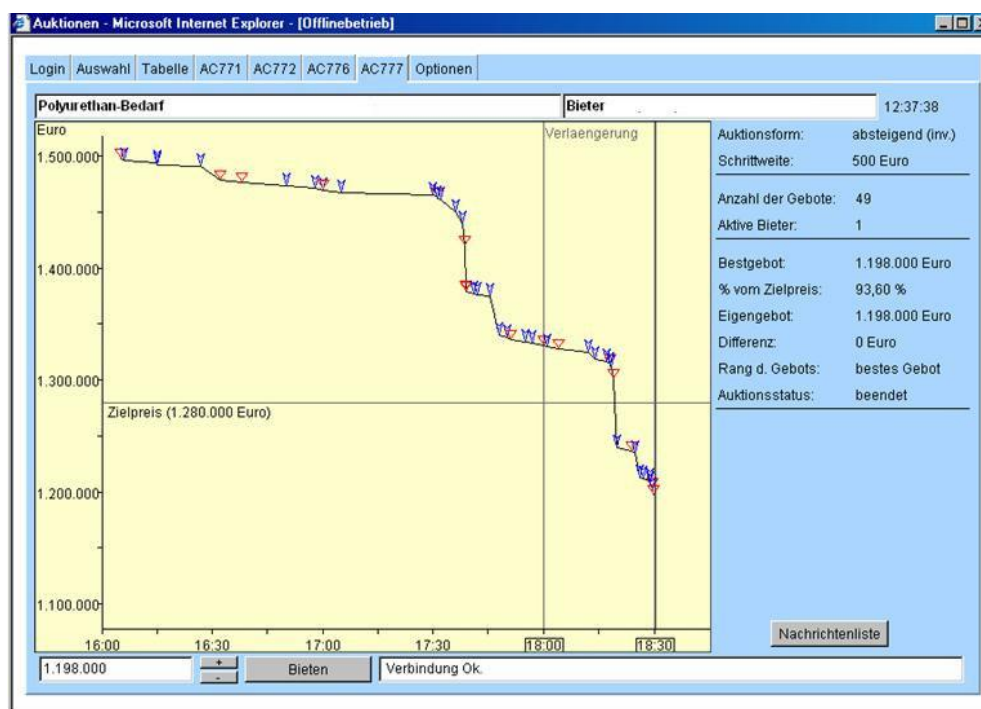 Auktionen - Microsoft Internet Explorer - [Offlinebetrieb]
Login Auswahl Tabelle AC771 AC772 AC776 AC777 Optionen
Polyurethan-Bedarf Bieter 12:37:38
Euro
Verlaengerung
1.500.000
1.400.000
1.300.000
Zielpreis (1.280.000 Euro)
1.200.000
1.100.000
16:00 16:30 17:00 17:30 18:00 18:30
Auktionsform: absteigend (inv.)
Schrittweite: 500 Euro
Anzahl der Gebote: 49
Aktive Bieter: 1
Bestgebot: 1.198.000 Euro
% vom Zielpreis: 93,60 %
Eigengebot: 1.198.000 Euro
Differenz: 0 Euro
Rang d. Gebots: bestes Gebot
Auktionsstatus: beendet
Nachrichtenliste
1.198.000 + - Bieten Verbindung Ok.